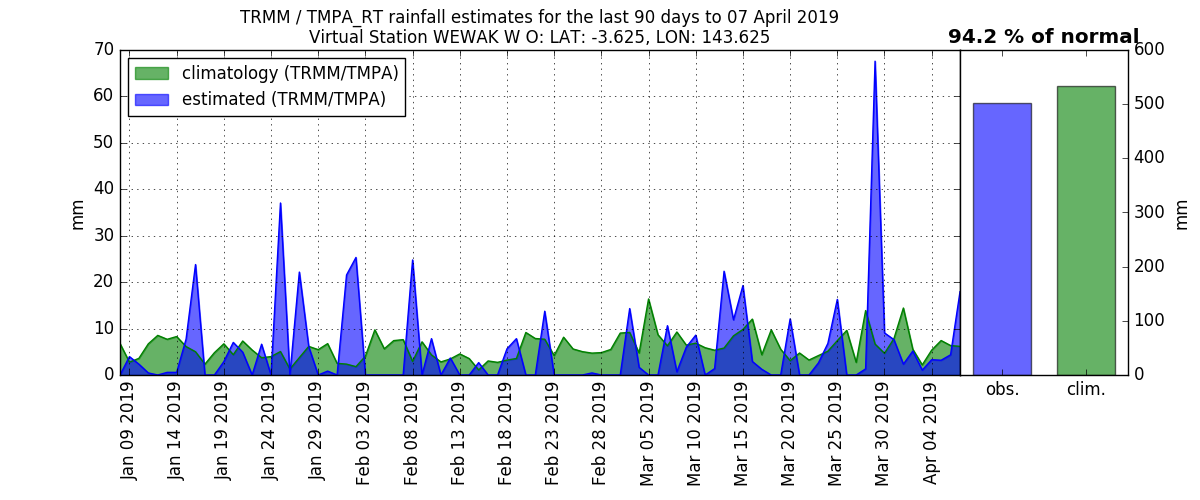 TRMM / TMPA_RT rainfall estimates for the last 90 days to 07 April 2019
Virtual Station WEWAK W O: LAT: -3.625, LON: 143.625
94.2 % of normal
climatology (TRMM/TMPA)
estimated (TRMM/TMPA)
70
60
50
40
30
20
10
0
mm
Jan 09 2019
Jan 14 2019
Jan 19 2019
Jan 24 2019
Jan 29 2019
Feb 03 2019
Feb 08 2019
Feb 13 2019
Feb 18 2019
Feb 23 2019
Feb 28 2019
Mar 05 2019
Mar 10 2019
Mar 15 2019
Mar 20 2019
Mar 25 2019
Mar 30 2019
Apr 04 2019
600
500
400
300
200
100
0
mm
obs.
clim.